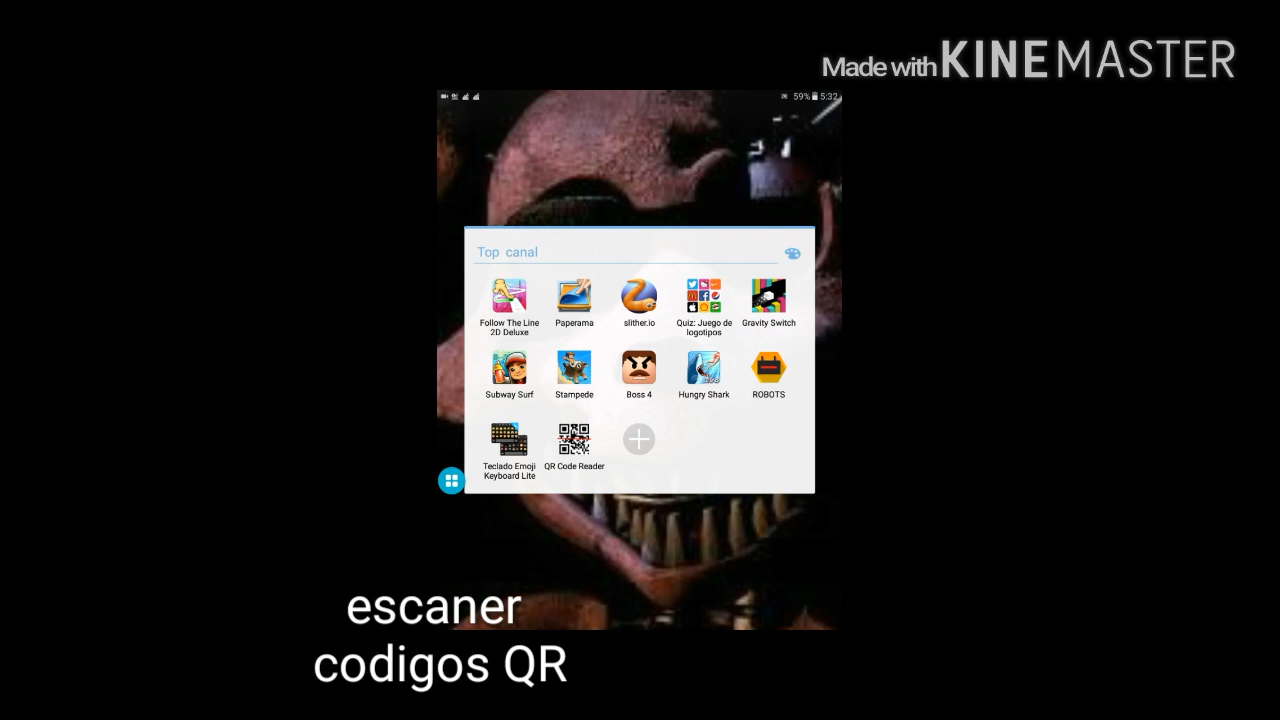 Made with KINEMASTER
59% 5:32
Top canal
Follow The Line
2D Deluxe
Paperama
slither.io
Quiz: Juego de
logotipos
Gravity Switch
Subway Surf
Stampede
Boss 4
Hungry Shark
ROBOTS
Teclado Emoji
Keyboard Lite
QR Code Reader
escaner
codigos QR